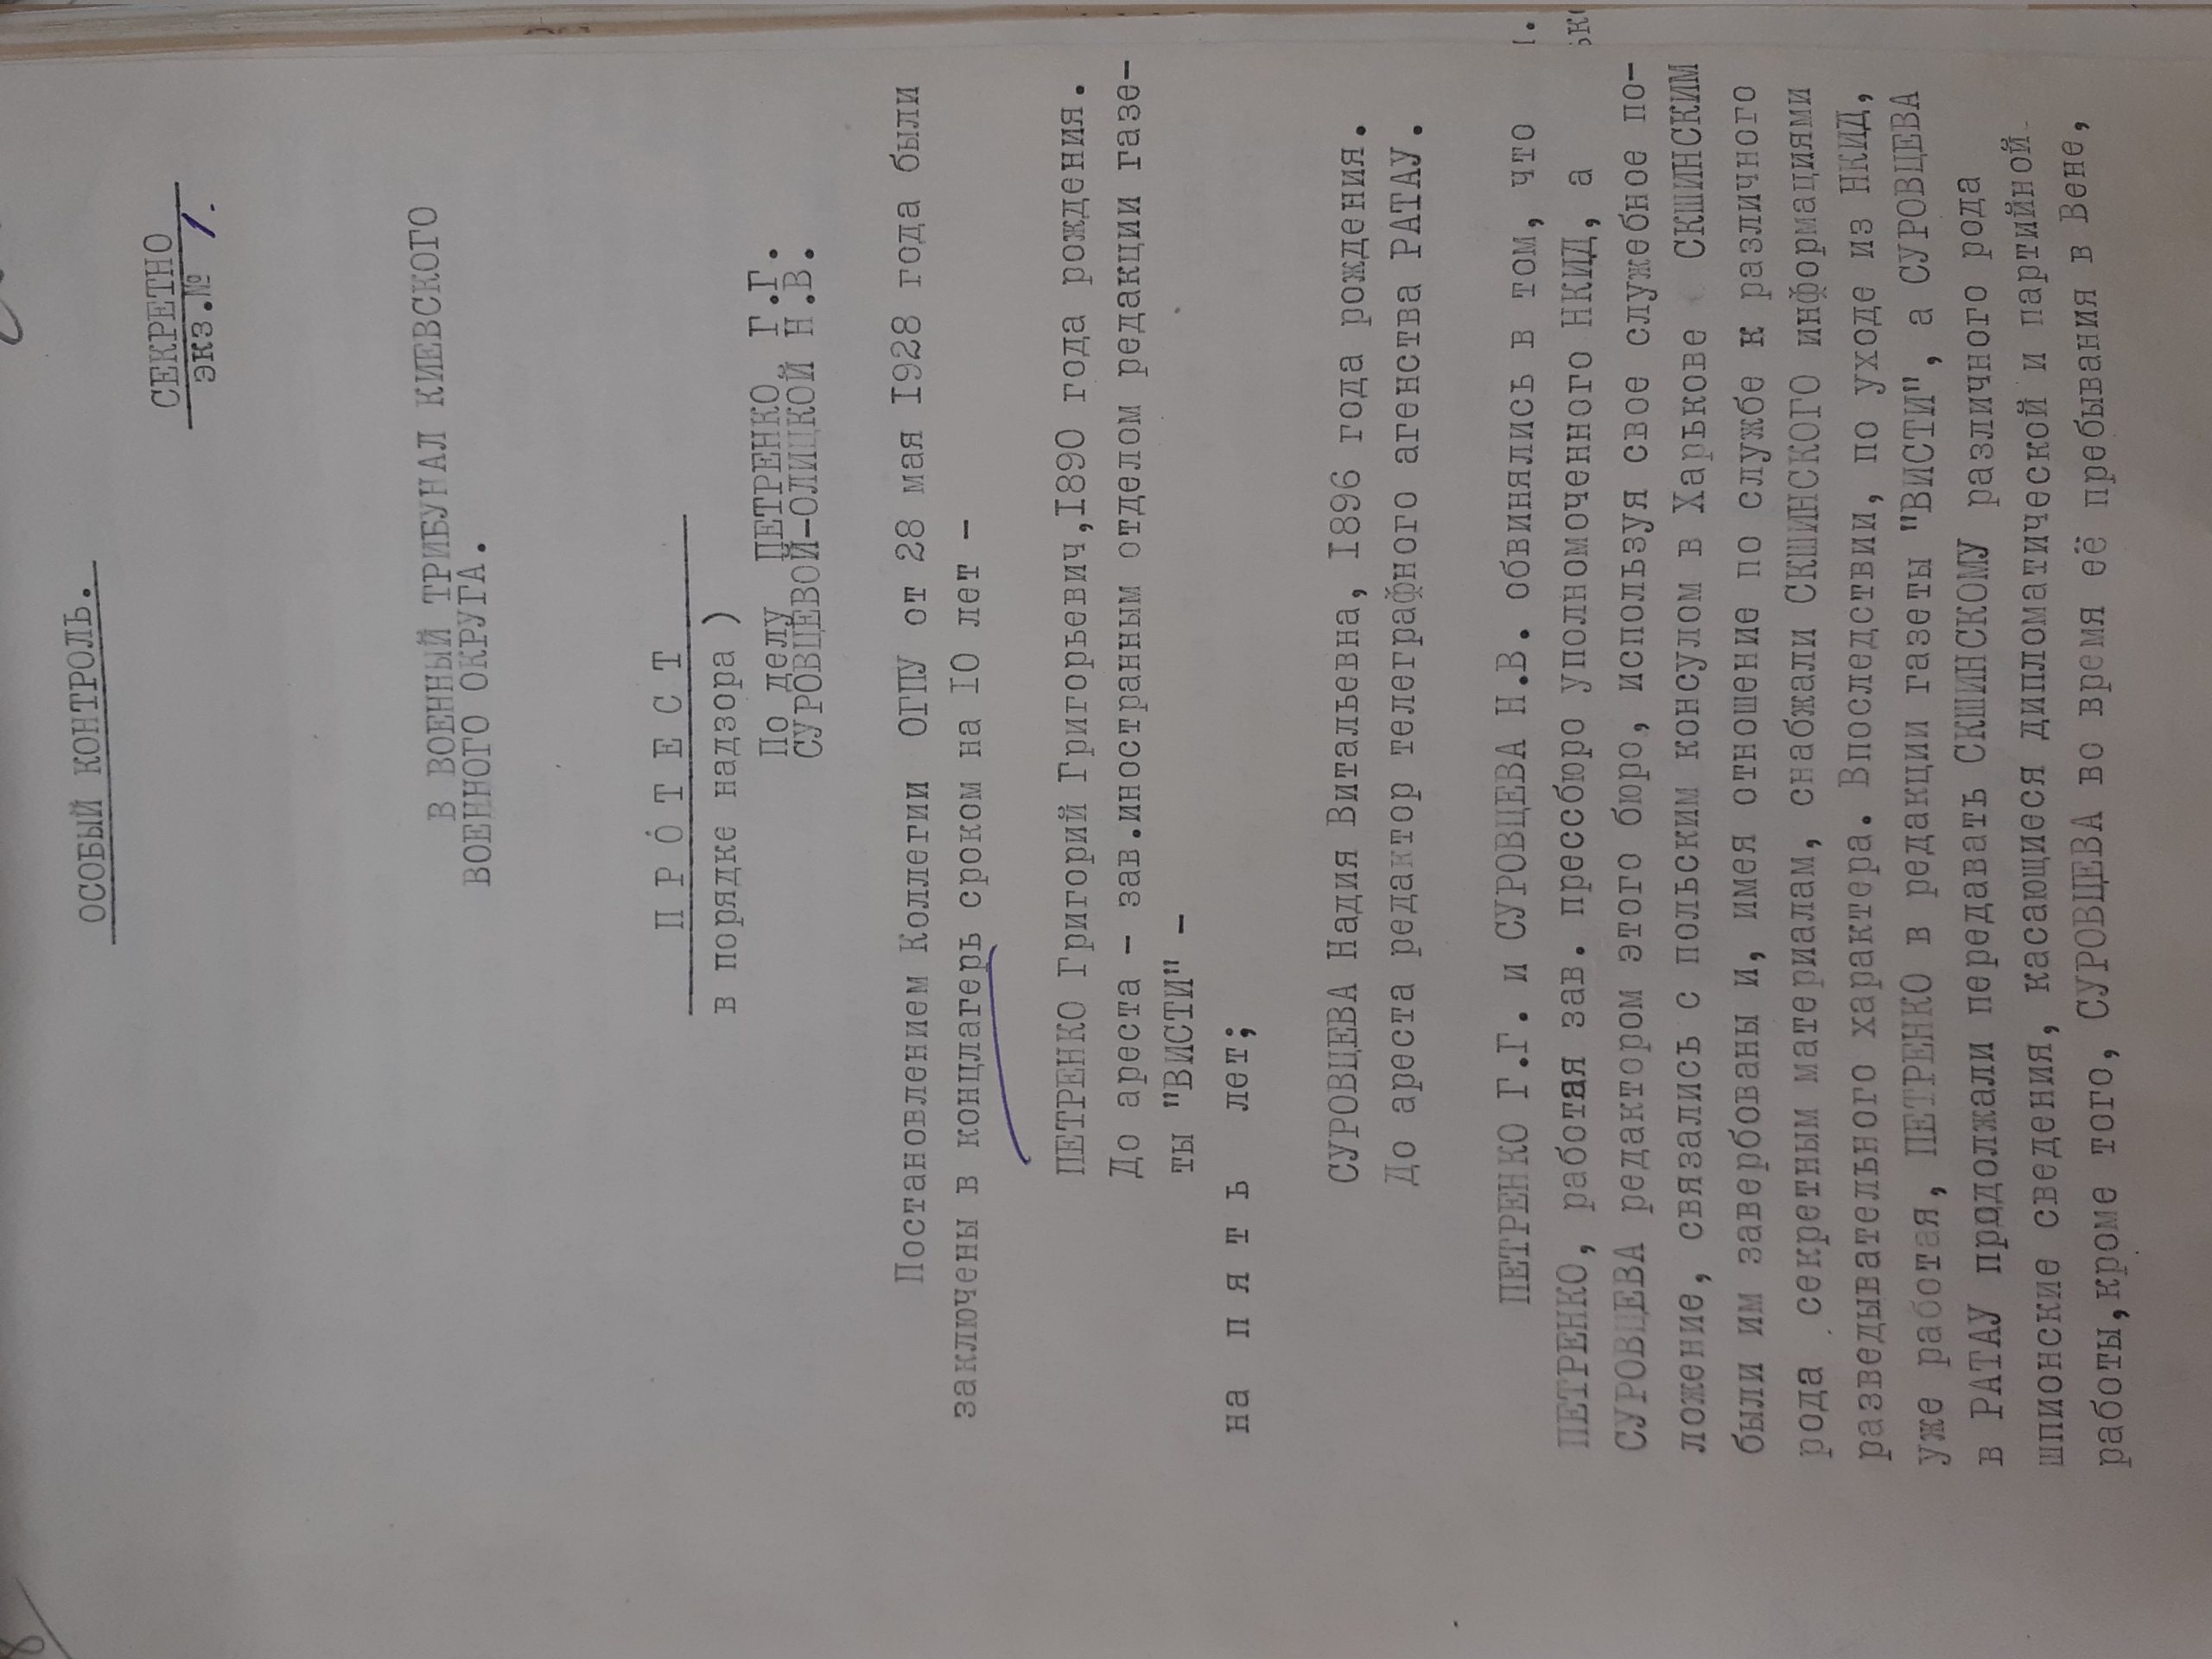 ОСОБЫЙ КОНТРОЛЬ.
СЕКРЕТНО
экз.№ 1.
В ВОЕННЫЙ ТРИБУНАЛ КИЕВСКОГО
ВОЕННОГО ОКРУГА.
П Р О Т Е С Т
в порядке надзора )
По делу ПЕТРЕНКО Г.Г.
СУРОВЦЕВОЙ-ОЛИЦКОЙ Н.В.
Постановлением Коллегии ОГПУ от 28 мая 1928 года были
заключены в концлагерь сроком на 10 лет -
ПЕТРЕНКО Григорий Григорьевич,1890 года рождения.
До ареста - зав.иностранным отделом редакции газе-
ты "ВИСТИ" -
на п я т ь лет;
СУРОВЦЕВА Надия Витальевна, 1896 года рождения.
До ареста редактор телеграфного агенства РАТАУ.
ПЕТРЕНКО Г.Г. и СУРОВЦЕВА Н.В. обвинялись в том, что
ПЕТРЕНКО, работая зав. прессбюро уполномоченного НКИД, а
СУРОВЦЕВА редактором этого бюро, используя свое служебное по-
ложение, связались с польским консулом в Харькове СКШИНСКИМ
были им завербованы и, имея отношение по службе к различного
рода секретным материалам, снабжали СКШИНСКОГО информациями
разведывательного характера. Впоследствии, по уходе из НКИД,
уже работая, ПЕТРЕНКО в редакции газеты "ВИСТИ", а СУРОВЦЕВА
в РАТАУ продолжали передавать СКШИНСКОМУ различного рода
шпионские сведения, касающиеся дипломатической и партийной
работы,кроме того, СУРОВЦЕВА во время её пребывания в Вене,